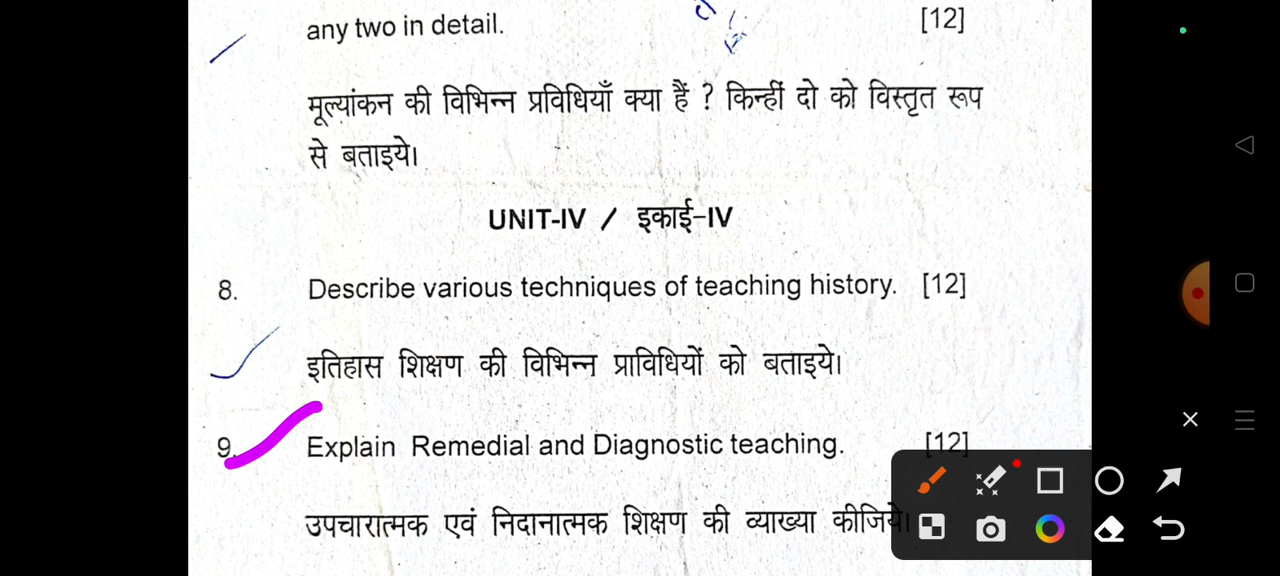 any two in detail. [12]
मूल्यांकन की विभिन्न प्रविधियाँ क्या हैं ? किन्हीं दो को विस्तृत रूप
से बताइये।
UNIT-IV / इकाई-IV
8. Describe various techniques of teaching history. [12]
इतिहास शिक्षण की विभिन्न प्राविधियों को बताइये।
9. Explain Remedial and Diagnostic teaching. [12]
उपचारात्मक एवं निदानात्मक शिक्षण की व्याख्या कीजिये।